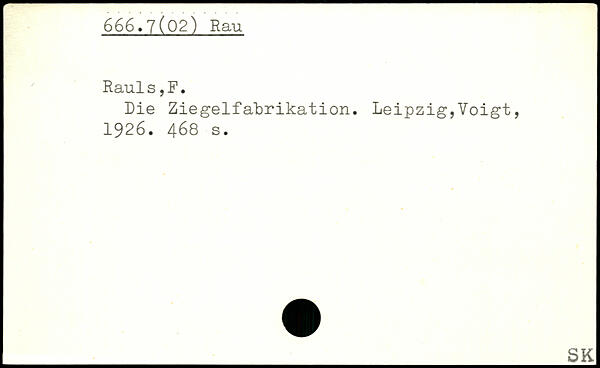 666.7(02) Rau
Rauls,F.
Die Ziegelfabrikation. Leipzig,Voigt,
1926. 468 s.
SK